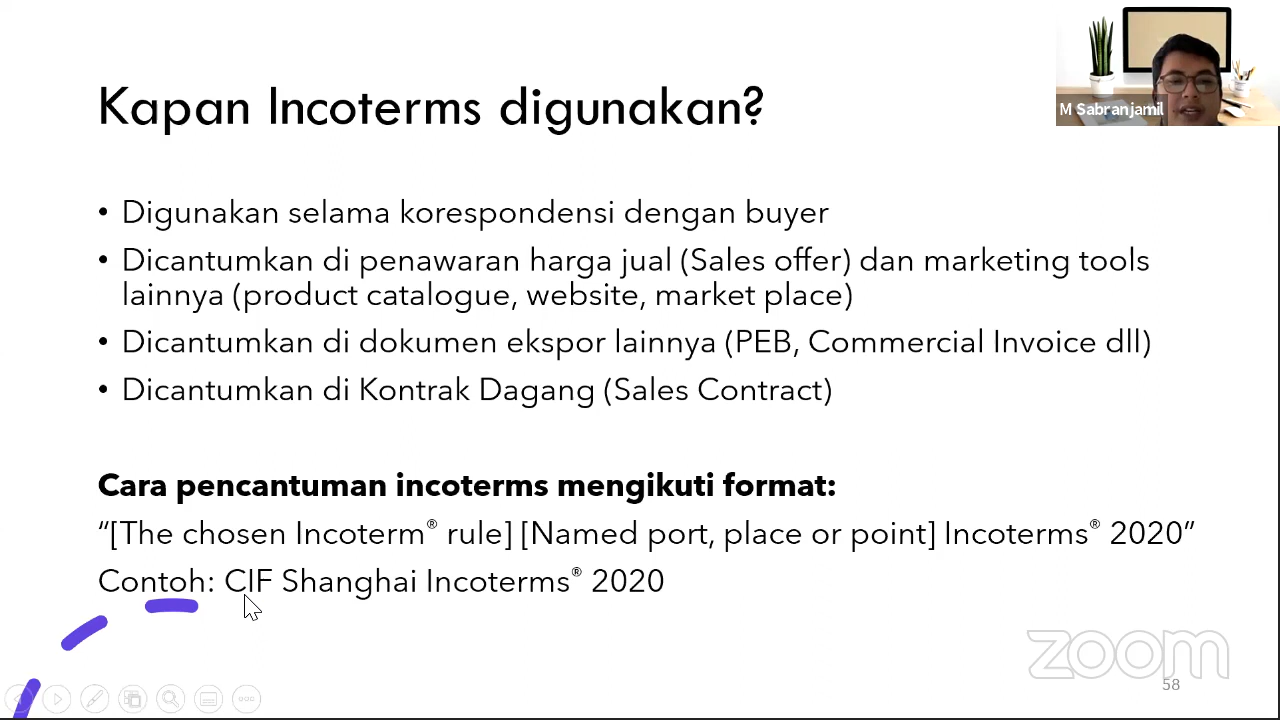 M Sabranjamil
Kapan Incoterms digunakan?
• Digunakan selama korespondensi dengan buyer
• Dicantumkan di penawaran harga jual (Sales offer) dan marketing tools
lainnya (product catalogue, website, market place)
• Dicantumkan di dokumen ekspor lainnya (PEB, Commercial Invoice dll)
• Dicantumkan di Kontrak Dagang (Sales Contract)
Cara pencantuman incoterms mengikuti format:
“[The chosen Incoterm® rule] [Named port, place or point] Incoterms® 2020”
Contoh: CIF Shanghai Incoterms® 2020
zoom
58